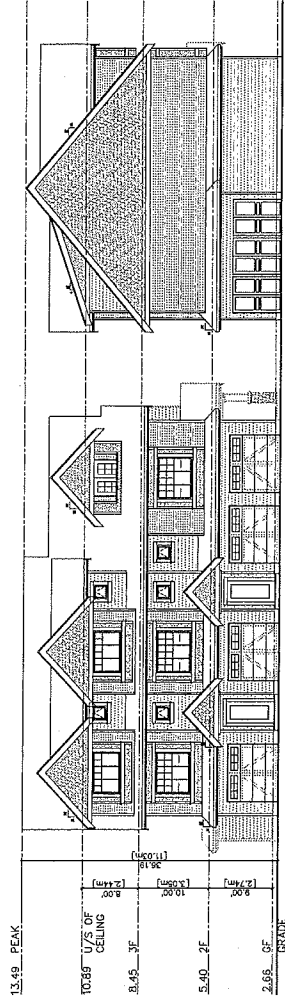 13.49 PEAK
10.89 U/S OF
CEILING
8.45 3F
5.40 2F
2.66 GF
GRADE
36.19
[11.03m]
8.00'
[2.44m]
10.00'
[3.05m]
9.00'
[2.74m]